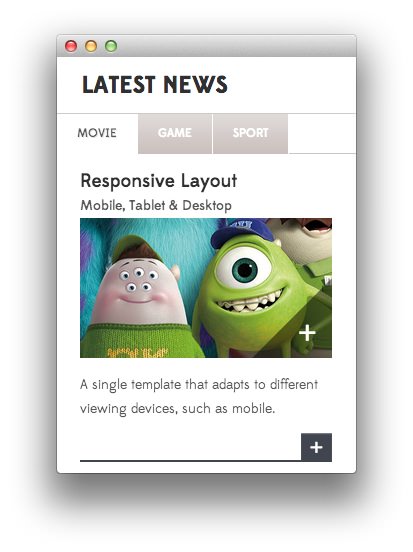 LATEST NEWS
MOVIE GAME SPORT
Responsive Layout
Mobile, Tablet & Desktop
A single template that adapts to different
viewing devices, such as mobile.